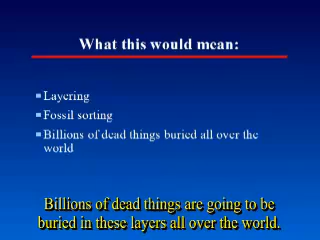 What this would mean:
Layering
Fossil sorting
Billions of dead things buried all over the
world
Billions of dead things are going to be
buried in these layers all over the world.